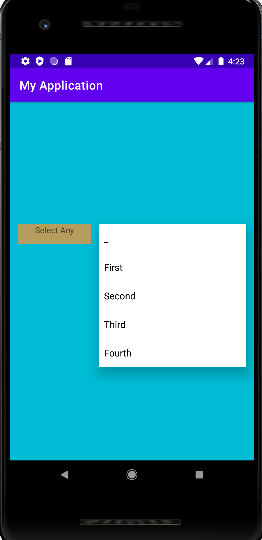 4:23
My Application
Select Any
_
First
Second
Third
Fourth